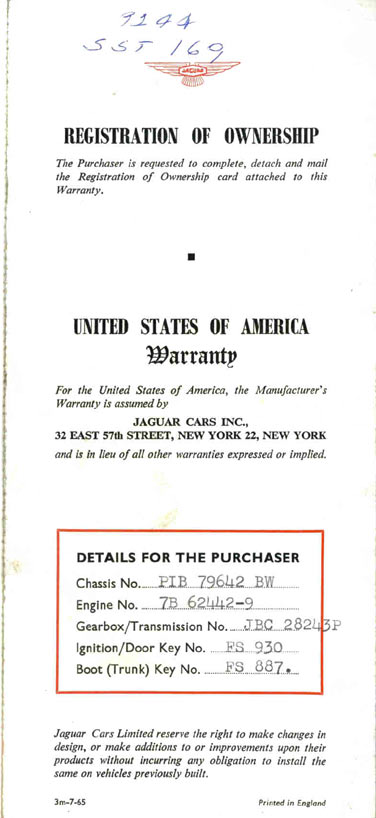 9244
SST 169
JAGUAR
REGISTRATION OF OWNERSHIP
The Purchaser is requested to complete, detach and mail
the Registration of Ownership card attached to this
Warranty.
UNITED STATES OF AMERICA
Warranty
For the United States of America, the Manufacturer's
Warranty is assumed by
JAGUAR CARS INC.,
32 EAST 57th STREET, NEW YORK 22, NEW YORK
and is in lieu of all other warranties expressed or implied.
DETAILS FOR THE PURCHASER
Chassis No. PIB 79642 BW
Engine No. 7B 62442-9
Gearbox/Transmission No. JBC 28243P
Ignition/Door Key No. FS 930
Boot (Trunk) Key No. FS 887.
Jaguar Cars Limited reserve the right to make changes in
design, or make additions to or improvements upon their
products without incurring any obligation to install the
same on vehicles previously built.
3m-7-65 Printed in England